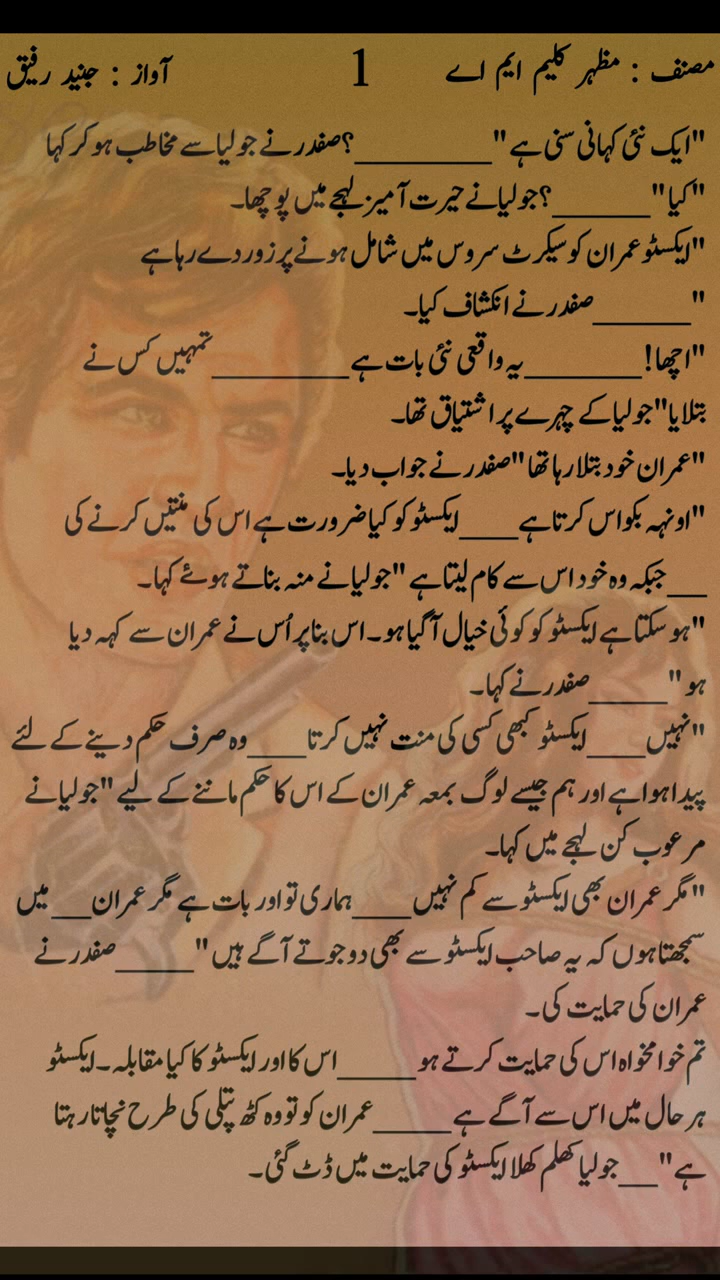 مصنف : مظہر کلیم ایم اے 1 آواز : جنید رفیق
"ایک نئی کہانی سنی ہے "_______؟صفدر نے جولیا سے مخاطب ہو کر کہا
"کیا"_____؟جولیا نے حیرت آمیز لہجے میں پوچھا۔
"ایکسٹو عمران کو سیکرٹ سروس میں شامل ہونے پر زور دے رہا ہے
"_____صفدر نے انکشاف کیا۔
"اچھا!______یہ واقعی نئی بات ہے_______تمہیں کس نے
بتلایا"جولیا کے چہرے پر اشتیاق تھا۔
"عمران خود بتلا رہا تھا"صفدر نے جواب دیا۔
"اونہہ بکواس کرتا ہے___ایکسٹو کو کیا ضرورت ہے اس کی منتیں کرنے کی
__جبکہ وہ خود اس سے کام لیتا ہے"جولیا نے منہ بناتے ہوئے کہا۔
"ہو سکتا ہے ایکسٹو کو کوئی خیال آ گیا ہو۔اس بنا پر اُس نے عمران سے کہہ دیا
ہو"____صفدر نے کہا۔
"نہیں___ایکسٹو کبھی کسی کی منت نہیں کرتا___وہ صرف حکم دینے کے لئے
پیدا ہوا ہے اور ہم جیسے لوگ بمعہ عمران کے اس کا حکم ماننے کے لیے"جولیا نے
مرعوب کن لہجے میں کہا۔
"مگر عمران بھی ایکسٹو سے کم نہیں___ہماری تو اور بات ہے مگر عمران__میں
سمجھتا ہوں کہ یہ صاحب ایکسٹو سے بھی دو جوتے آگے ہیں"____صفدر نے
عمران کی حمایت کی۔
تم خوامخواہ اس کی حمایت کرتے ہو____اس کا اور ایکسٹو کا کیا مقابلہ۔ایکسٹو
ہر حال میں اس سے آگے ہے____عمران کو تو وہ کٹھ پتلی کی طرح نچاتا رہتا
ہے"__جولیا کھلم کھلا ایکسٹو کی حمایت میں ڈٹ گئی۔